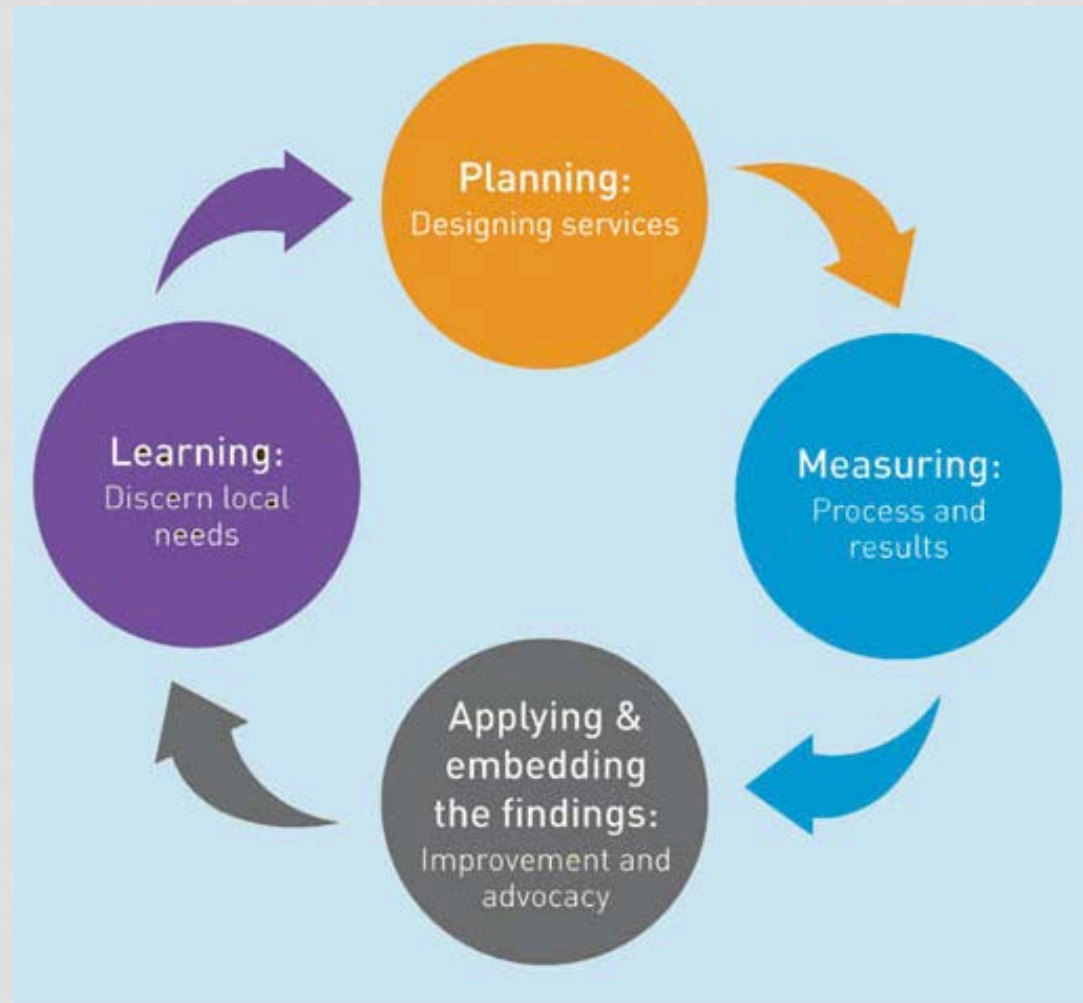 Planning:
Designing services
Measuring:
Process and
results
Applying &
embedding
the findings:
Improvement and
advocacy
Learning:
Discern local
needs